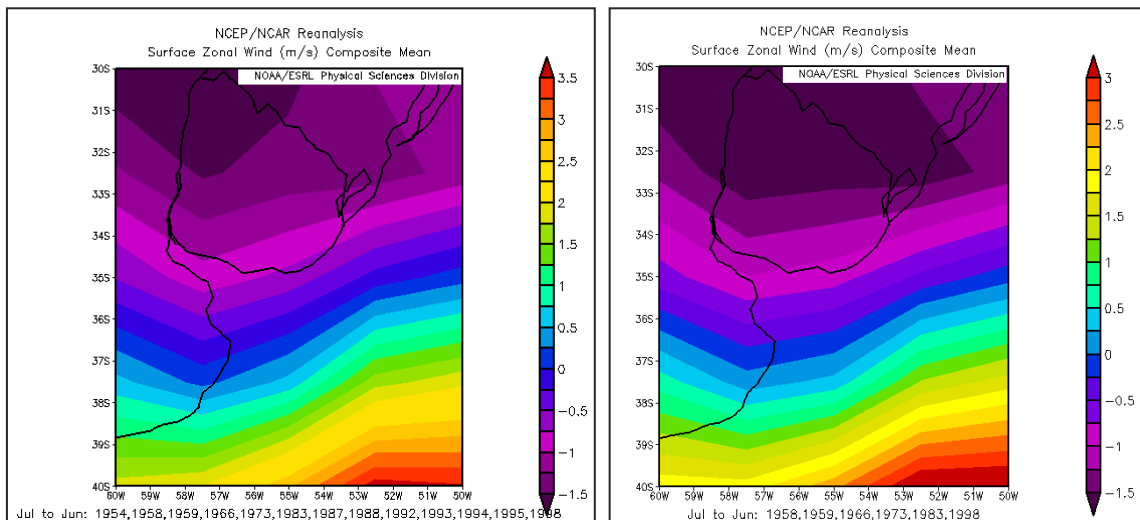 NCEP/NCAR Reanalysis
Surface Zonal Wind (m/s) Composite Mean
NOAA/ESRL Physical Sciences Division
30S
31S
32S
33S
34S
35S
36S
37S
38S
39S
40S
60W 59W 58W 57W 56W 55W 54W 53W 52W 51W 50W
3.5
3
2.5
2
1.5
1
0.5
0
−0.5
−1
−1.5
Jul to Jun: 1954,1958,1959,1966,1973,1983,1987,1988,1992,1993,1994,1995,1998
NCEP/NCAR Reanalysis
Surface Zonal Wind (m/s) Composite Mean
NOAA/ESRL Physical Sciences Division
30S
31S
32S
33S
34S
35S
36S
37S
38S
39S
40S
60W 59W 58W 57W 56W 55W 54W 53W 52W 51W 50W
3
2.5
2
1.5
1
0.5
0
−0.5
−1
−1.5
Jul to Jun: 1958,1959,1966,1973,1983,1998